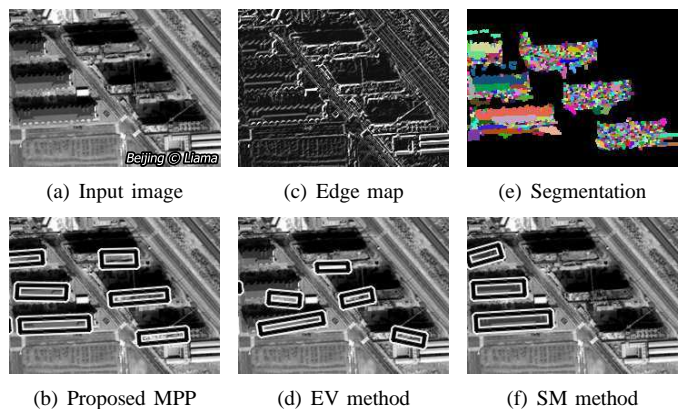 Beijing © Liama
(a) Input image
(c) Edge map
(e) Segmentation
(b) Proposed MPP
(d) EV method
(f) SM method